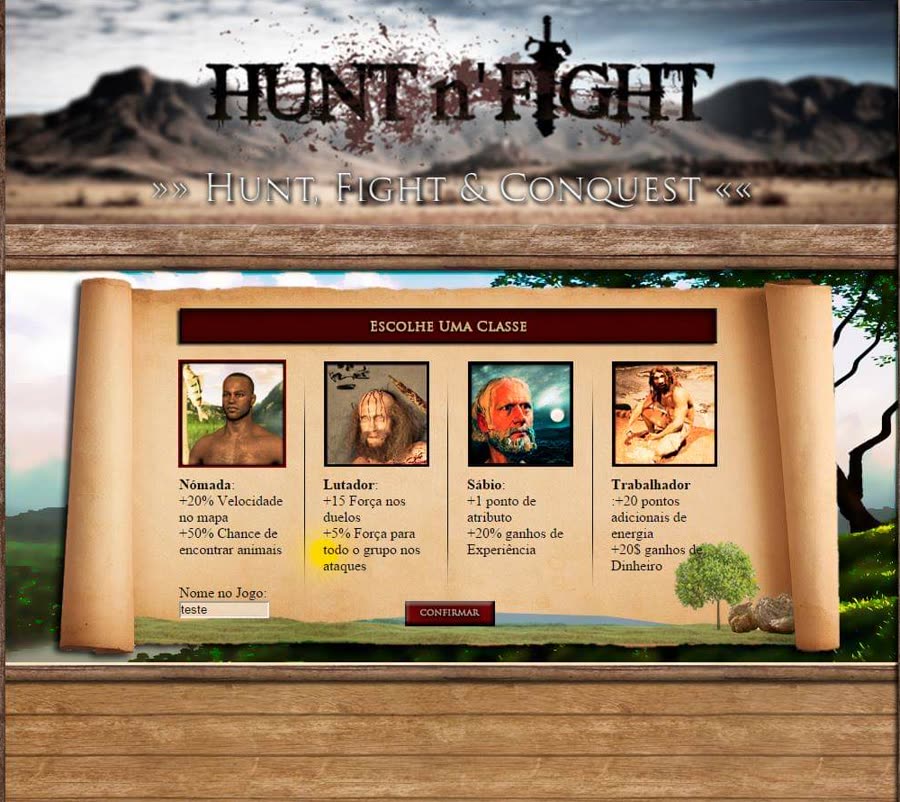 HUNT n' FIGHT
»» Hunt, Fight & Conquest ««
Escolhe Uma Classe
Nómada:
+20% Velocidade
no mapa
+50% Chance de
encontrar animais
Lutador:
+15 Força nos
duelos
+5% Força para
todo o grupo nos
ataques
Sábio:
+1 ponto de
atributo
+20% ganhos de
Experiência
Trabalhador
:+20 pontos
adicionais de
energia
+20$ ganhos de
Dinheiro
Nome no Jogo:
teste
CONFIRMAR